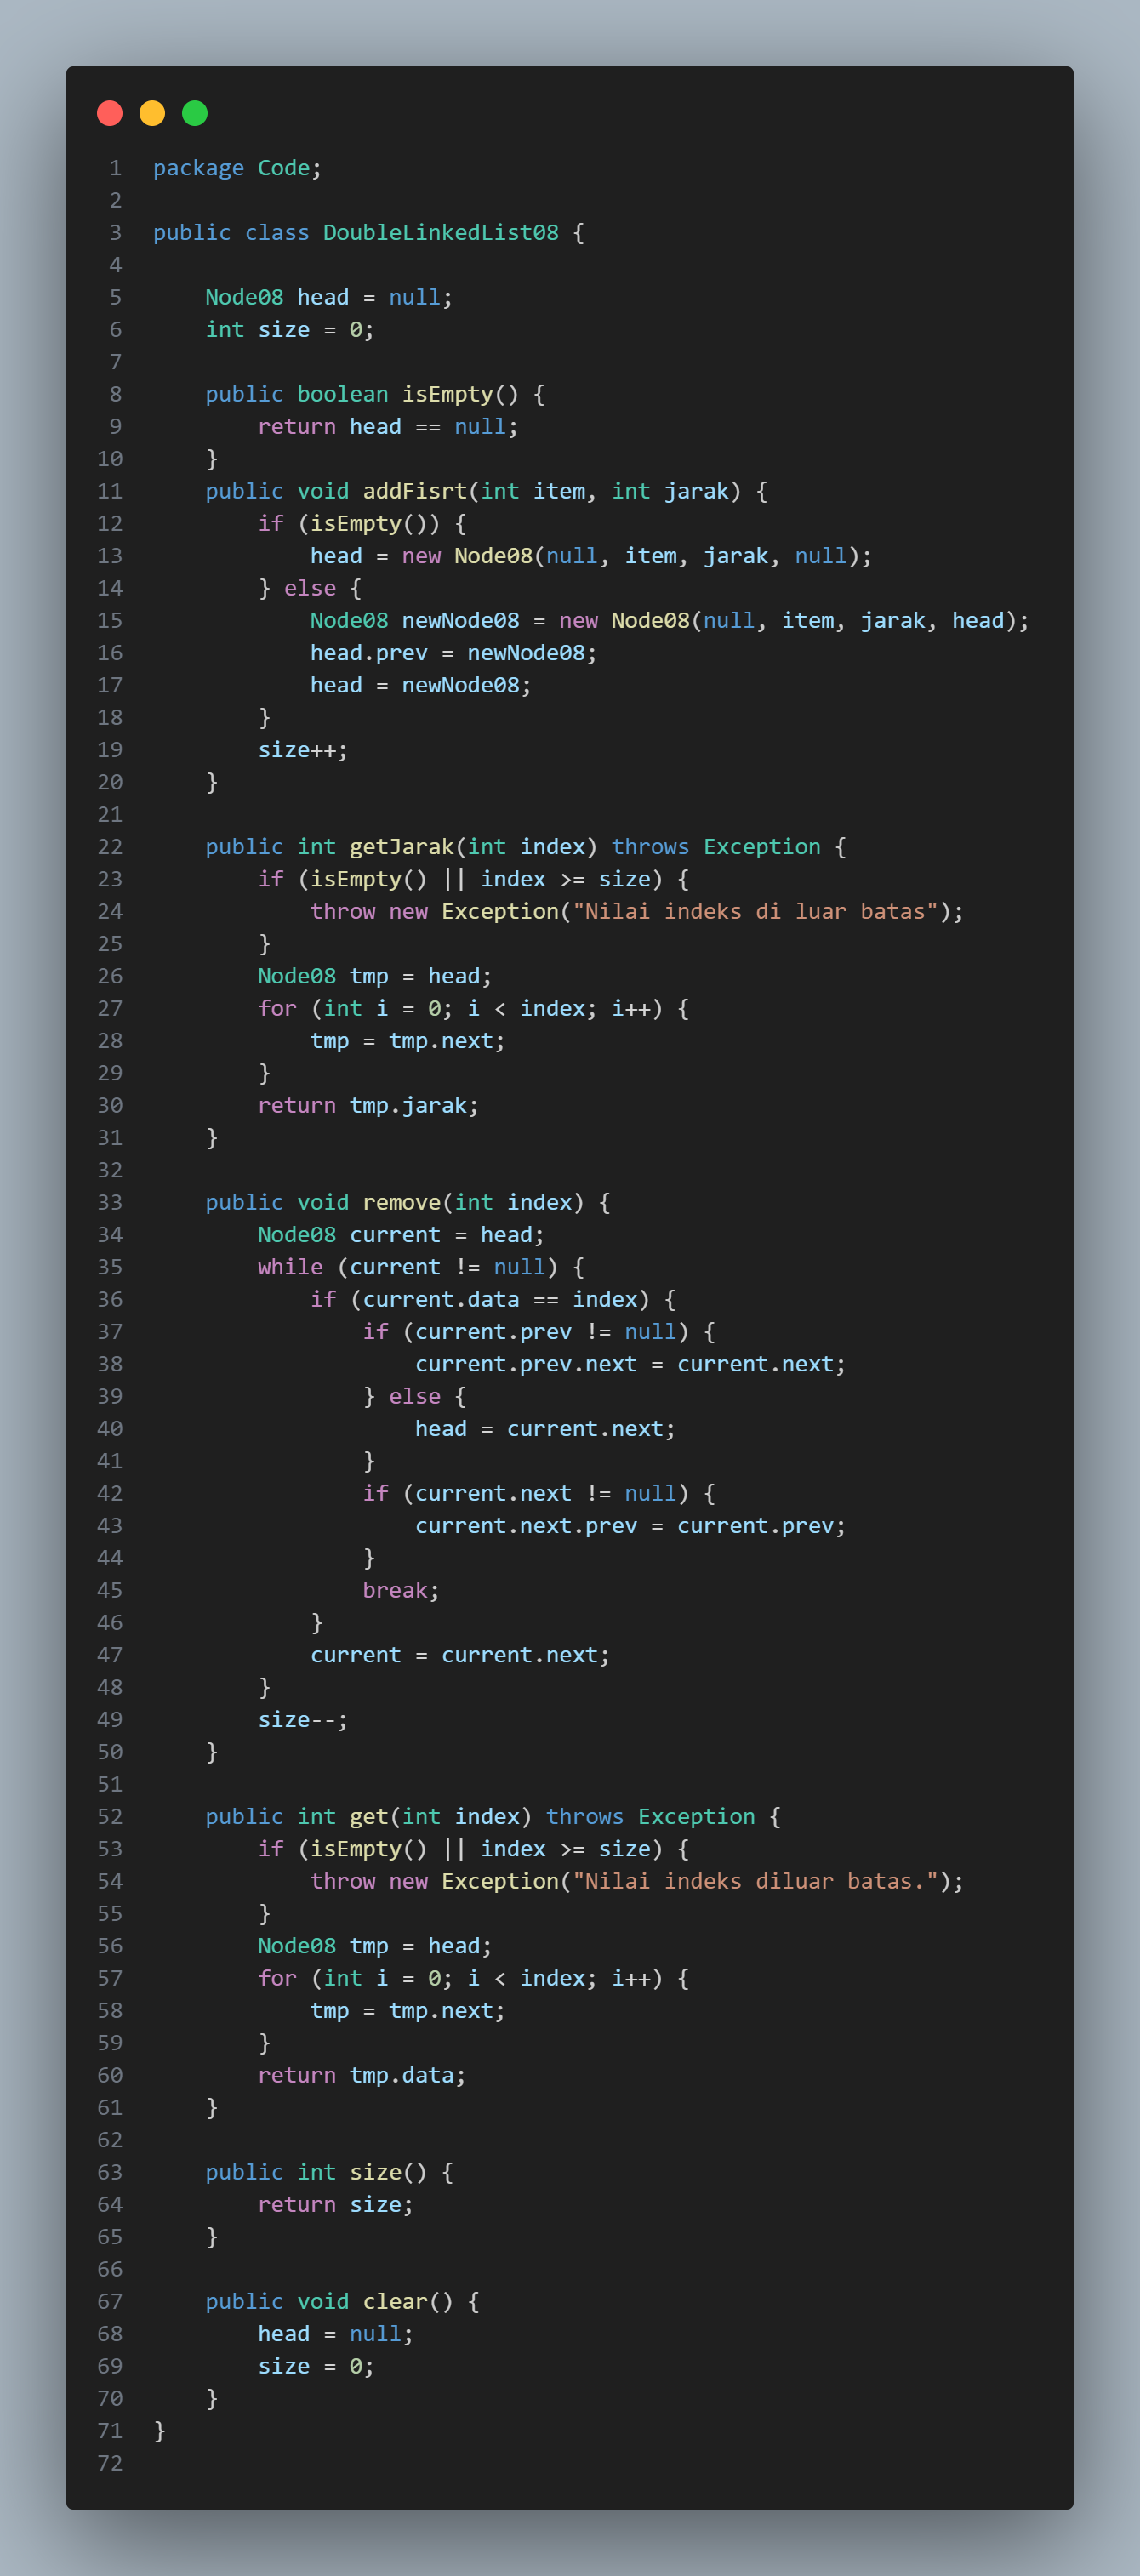 1 package Code;
2
3 public class DoubleLinkedList08 {
4
5     Node08 head = null;
6     int size = 0;
7
8     public boolean isEmpty() {
9         return head == null;
10     }
11     public void addFisrt(int item, int jarak) {
12         if (isEmpty()) {
13             head = new Node08(null, item, jarak, null);
14         } else {
15             Node08 newNode08 = new Node08(null, item, jarak, head);
16             head.prev = newNode08;
17             head = newNode08;
18         }
19         size++;
20     }
21
22     public int getJarak(int index) throws Exception {
23         if (isEmpty() || index >= size) {
24             throw new Exception("Nilai indeks di luar batas");
25         }
26         Node08 tmp = head;
27         for (int i = 0; i < index; i++) {
28             tmp = tmp.next;
29         }
30         return tmp.jarak;
31     }
32
33     public void remove(int index) {
34         Node08 current = head;
35         while (current != null) {
36             if (current.data == index) {
37                 if (current.prev != null) {
38                     current.prev.next = current.next;
39                 } else {
40                     head = current.next;
41                 }
42                 if (current.next != null) {
43                     current.next.prev = current.prev;
44                 }
45                 break;
46             }
47             current = current.next;
48         }
49         size--;
50     }
51
52     public int get(int index) throws Exception {
53         if (isEmpty() || index >= size) {
54             throw new Exception("Nilai indeks diluar batas.");
55         }
56         Node08 tmp = head;
57         for (int i = 0; i < index; i++) {
58             tmp = tmp.next;
59         }
60         return tmp.data;
61     }
62
63     public int size() {
64         return size;
65     }
66
67     public void clear() {
68         head = null;
69         size = 0;
70     }
71 }
72